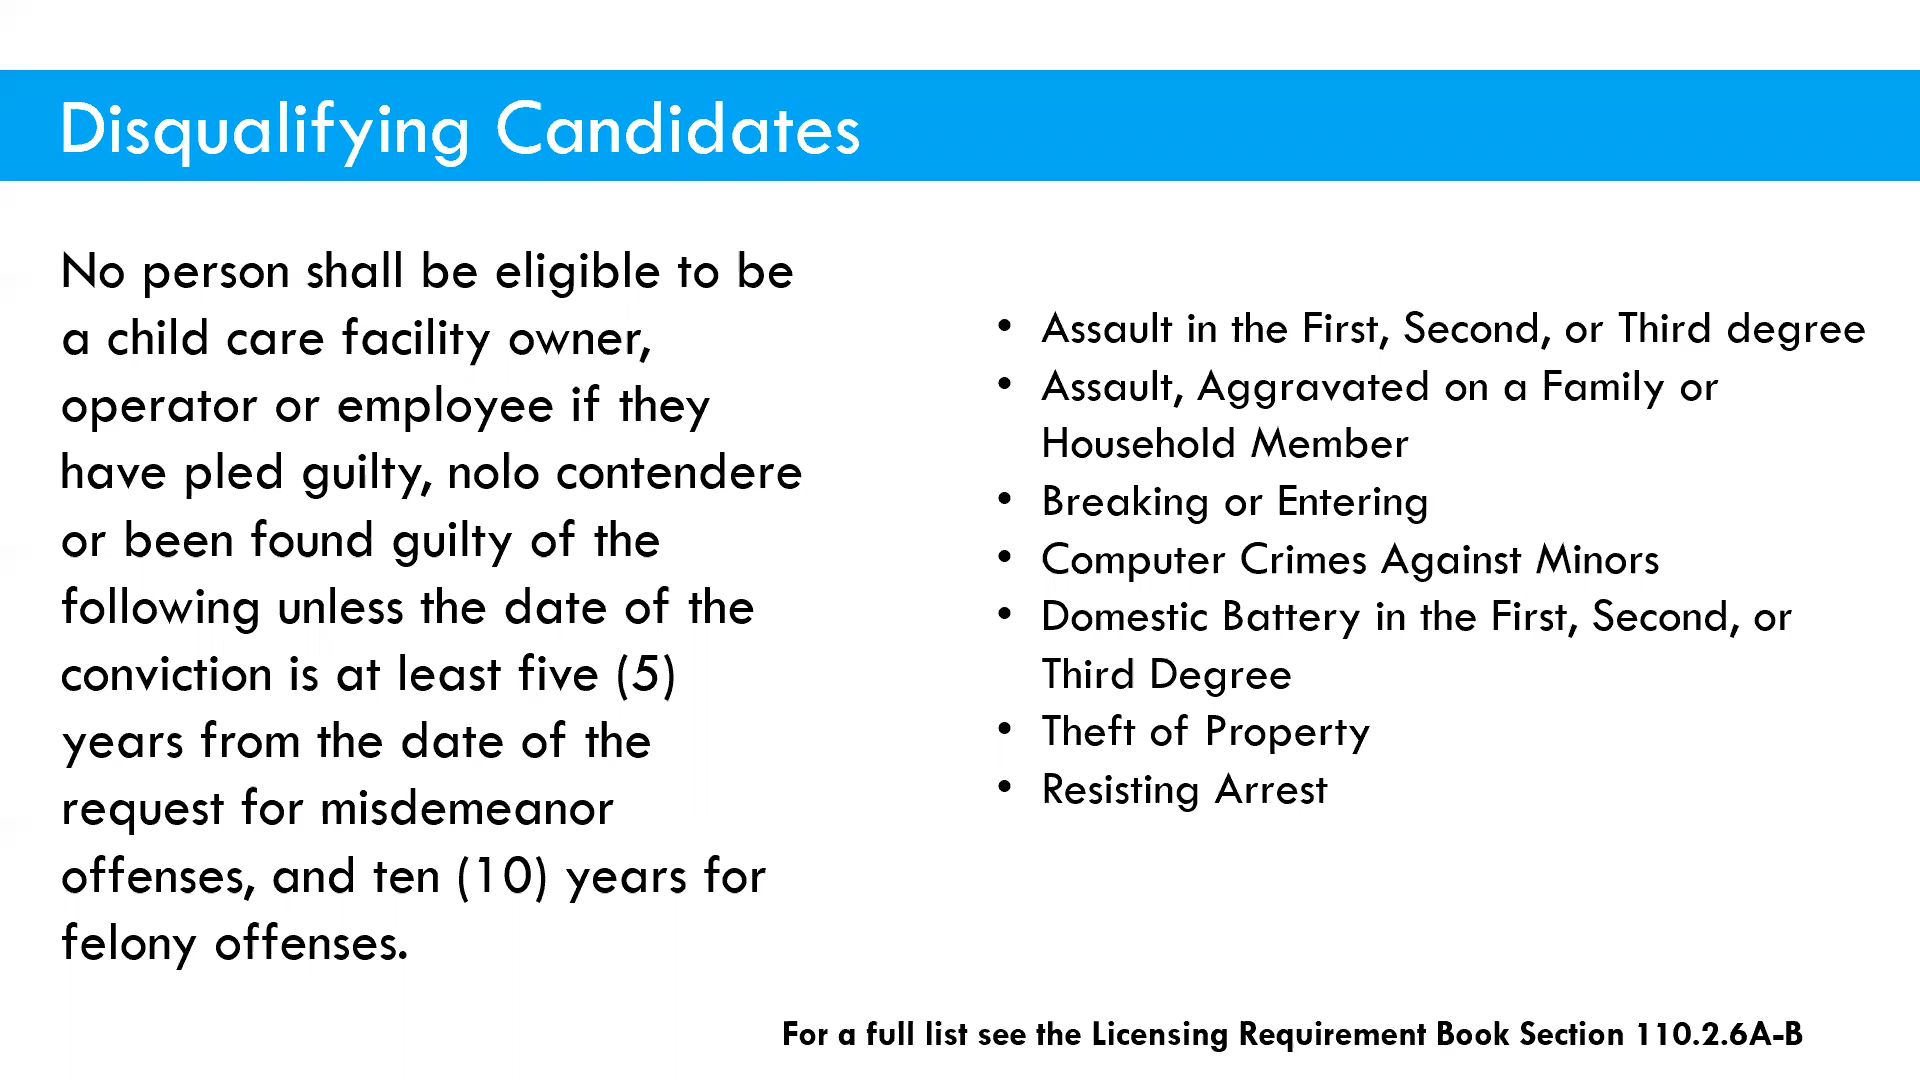 Disqualifying Candidates
No person shall be eligible to be
a child care facility owner,
operator or employee if they
have pled guilty, nolo contendere
or been found guilty of the
following unless the date of the
conviction is at least five (5)
years from the date of the
request for misdemeanor
offenses, and ten (10) years for
felony offenses.
• Assault in the First, Second, or Third degree
• Assault, Aggravated on a Family or
Household Member
• Breaking or Entering
• Computer Crimes Against Minors
• Domestic Battery in the First, Second, or
Third Degree
• Theft of Property
• Resisting Arrest
For a full list see the Licensing Requirement Book Section 110.2.6A-B